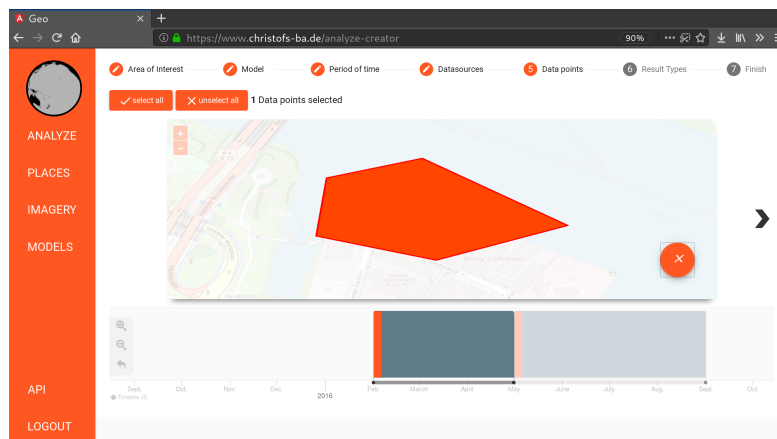 Geo
https://www.christofs-ba.de/analyze-creator
90%
Area of Interest
Model
Period of time
Datasources
5 Data points
6 Result Types
7 Finish
select all
unselect all
1 Data points selected
ANALYZE
PLACES
IMAGERY
MODELS
API
LOGOUT
Sept.
Oct.
Nov.
Dec.
2016
Feb.
March
April
May
June
July
Aug.
Sept.
Oct.
Timeline JS